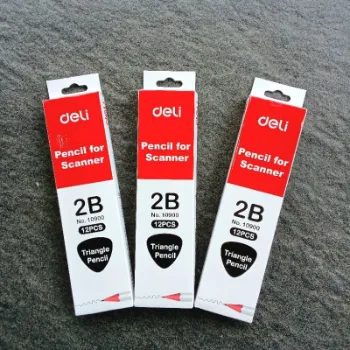 deli
Pencil for
Scanner
2B
No. 10900
12PCS
Triangle
Pencil
deli
Pencil for
Scanner
2B
No. 10900
12PCS
Triangle
Pencil
deli
Pencil for
Scanner
2B
No. 10900
12PCS
Triangle
Pencil